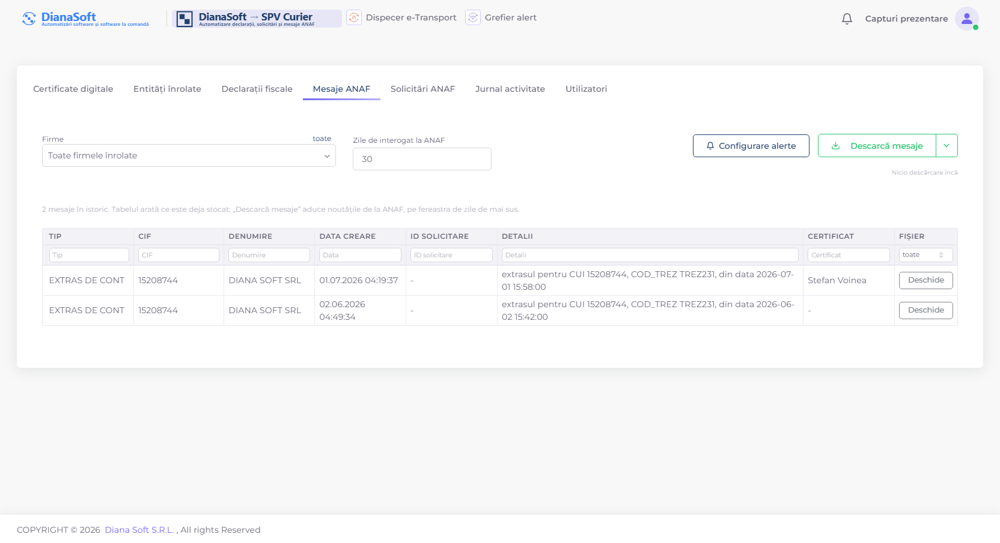 DianaSoft
Automatizări software și software la comandă
DianaSoft → SPV Curier
Automatizare declarații, solicitări și mesaje ANAF
Dispecer e-Transport
Grefier alert
Capturi prezentare
Certificate digitale
Entități înrolate
Declarații fiscale
Mesaje ANAF
Solicitări ANAF
Jurnal activitate
Utilizatori
Firme
toate
Toate firmele înrolate
Zile de interogat la ANAF
30
Configurare alerte
Descarcă mesaje
Nicio descărcare încă
2 mesaje în istoric. Tabelul arată ce este deja stocat; „Descarcă mesaje” aduce noutățile de la ANAF, pe fereastra de zile de mai sus.
TIP CIF DENUMIRE DATA CREARE ID SOLICITARE DETALII CERTIFICAT FIȘIER
Tip CIF Denumire Data ID solicitare Detalii Certificat toate
EXTRAS DE CONT 15208744 DIANA SOFT SRL 01.07.2026 04:19:37 - extrasul pentru CUI 15208744, COD_TREZ TREZ231, din data 2026-07-
01 15:58:00 Stefan Voinea Deschide
EXTRAS DE CONT 15208744 DIANA SOFT SRL 02.06.2026
04:49:34 - extrasul pentru CUI 15208744, COD_TREZ TREZ231, din data 2026-06-
02 15:42:00 - Deschide
COPYRIGHT © 2026 Diana Soft S.R.L. , All rights Reserved